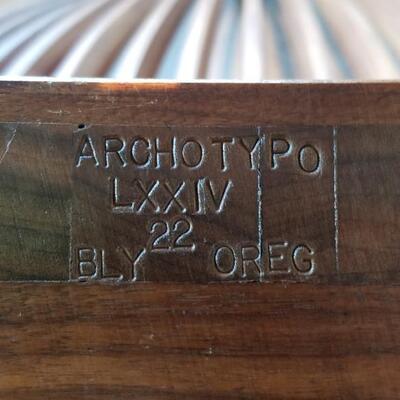 ARCHOTYPO
LXXIV
22
BLY OREG